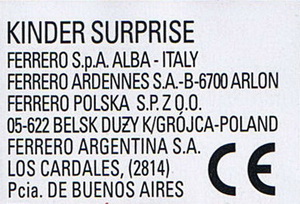 KINDER SURPRISE
FERRERO S.p.A. ALBA - ITALY
FERRERO ARDENNES S.A.-B-6700 ARLON
FERRERO POLSKA S.P. Z O.O.
05-622 BELSK DUZY K/GRÓJCA-POLAND
FERRERO ARGENTINA S.A.
LOS CARDALES, (2814)
Pcia. DE BUENOS AIRES
CE